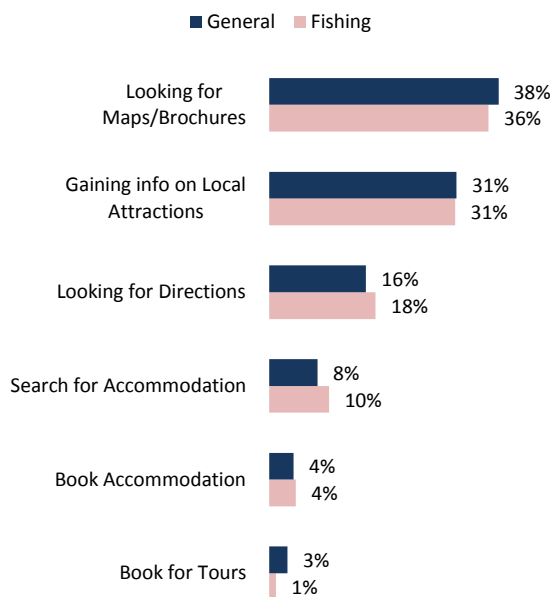 General Fishing
Looking for
Maps/Brochures
38%
36%
Gaining info on Local
Attractions
31%
31%
Looking for Directions
16%
18%
Search for Accommodation
8%
10%
Book Accommodation
4%
4%
Book for Tours
3%
1%